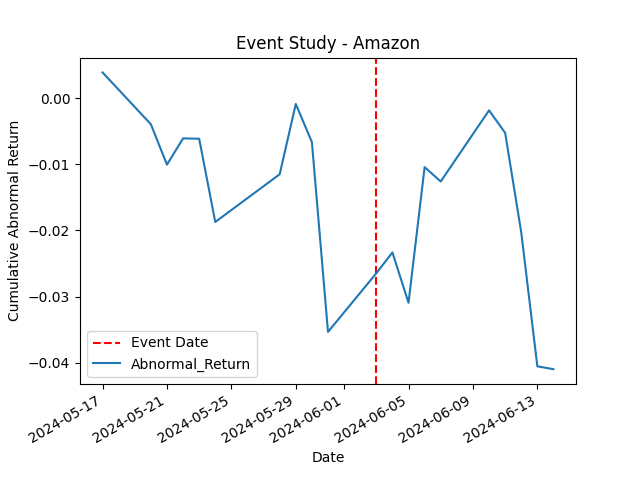 Event Study - Amazon
Cumulative Abnormal Return
0.00
−0.01
−0.02
−0.03
−0.04
Event Date
Abnormal_Return
2024-05-17
2024-05-21
2024-05-25
2024-05-29
2024-06-01
2024-06-05
2024-06-09
2024-06-13
Date